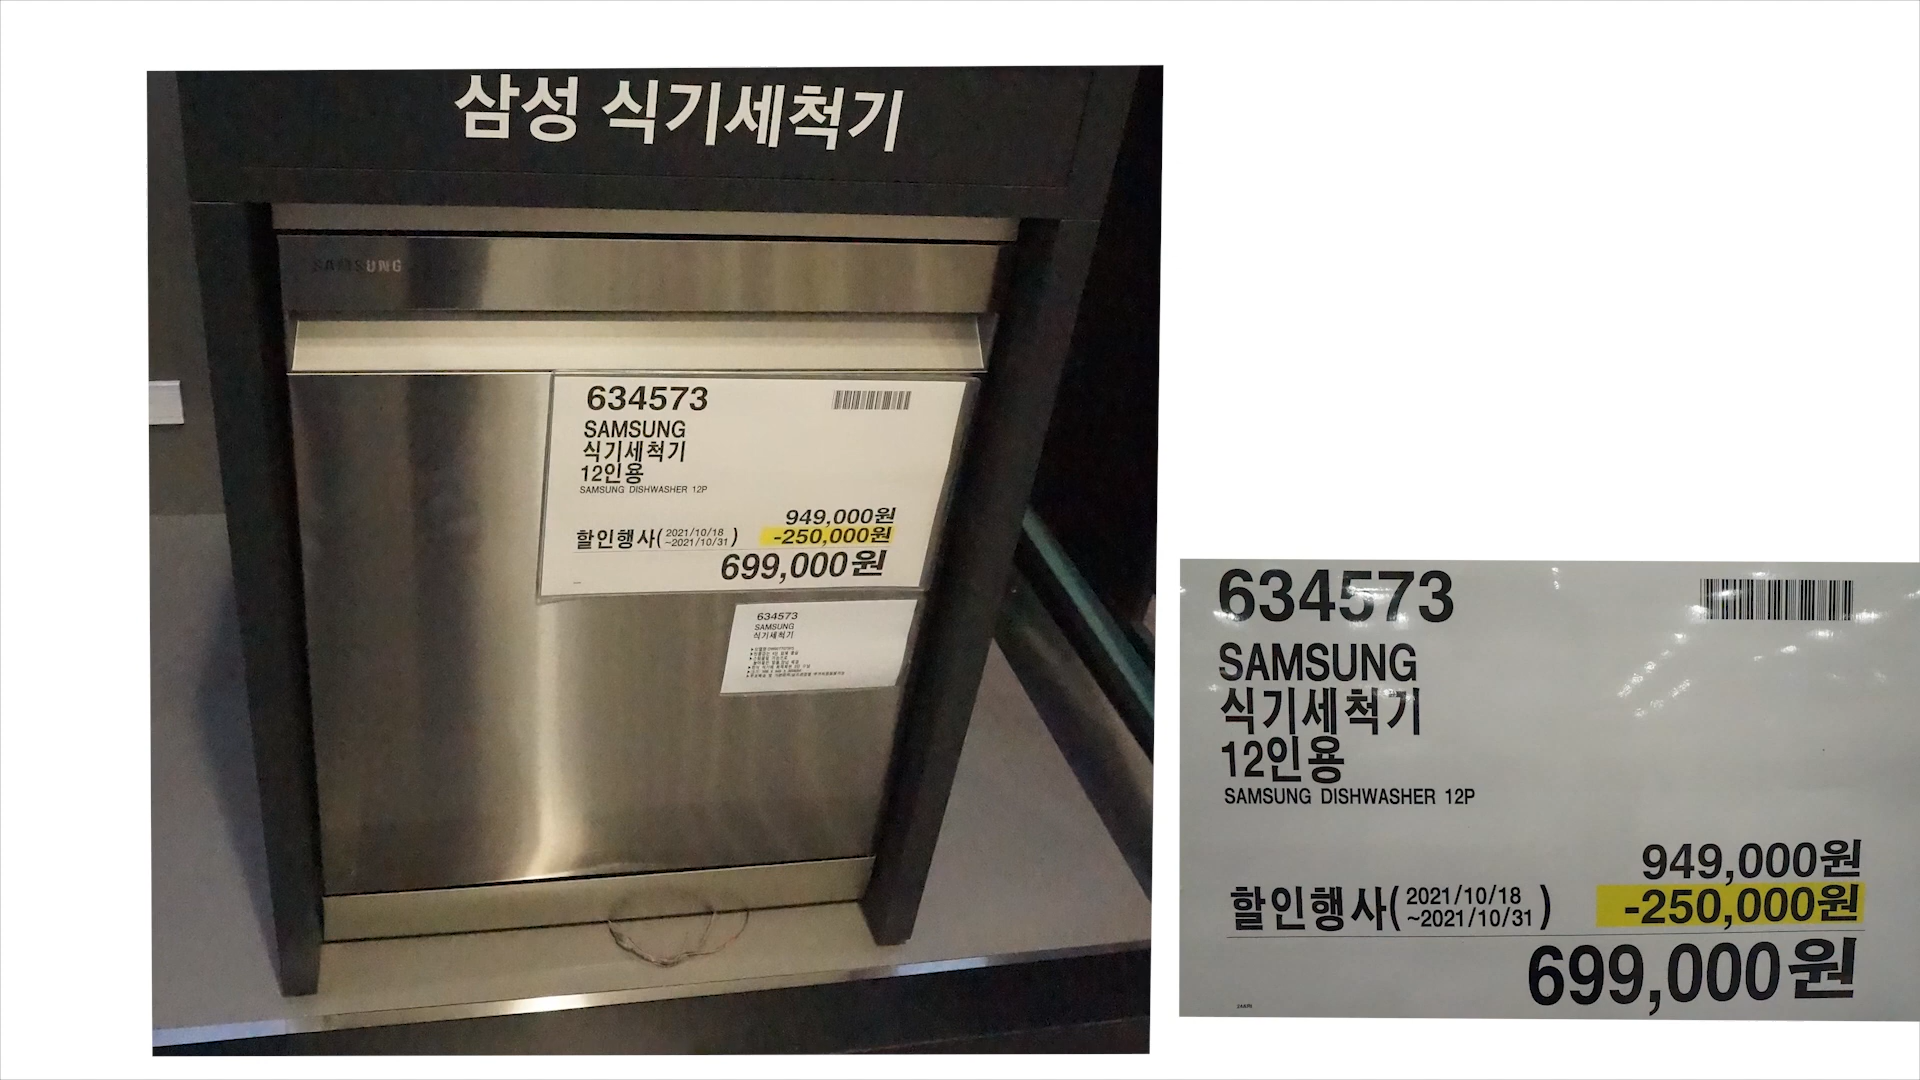 삼성 식기세척기
SAMSUNG
634573
SAMSUNG
식기세척기
12인용
SAMSUNG DISHWASHER 12P
949,000원
할인행사(2021/10/18 ~2021/10/31) -250,000원
699,000원
634573
SAMSUNG
식기세척기
634573
SAMSUNG
식기세척기
12인용
SAMSUNG DISHWASHER 12P
949,000원
할인행사(2021/10/18 ~2021/10/31) -250,000원
699,000원